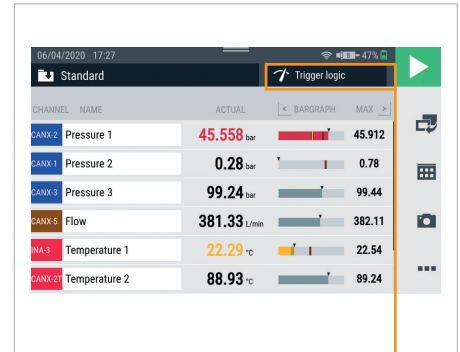 06/04/2020 17:27 47%
Standard Trigger logic
CHANNEL NAME ACTUAL < BARGRAPH MAX >
CANX-2 Pressure 1 45.558 bar 45.912
CANX-1 Pressure 2 0.28 bar 0.78
CANX-3 Pressure 3 99.24 bar 99.44
CANX-5 Flow 381.33 L/min 382.11
INA-3 Temperature 1 22.29 °C 22.54
CANX-2T Temperature 2 88.93 °C 89.24